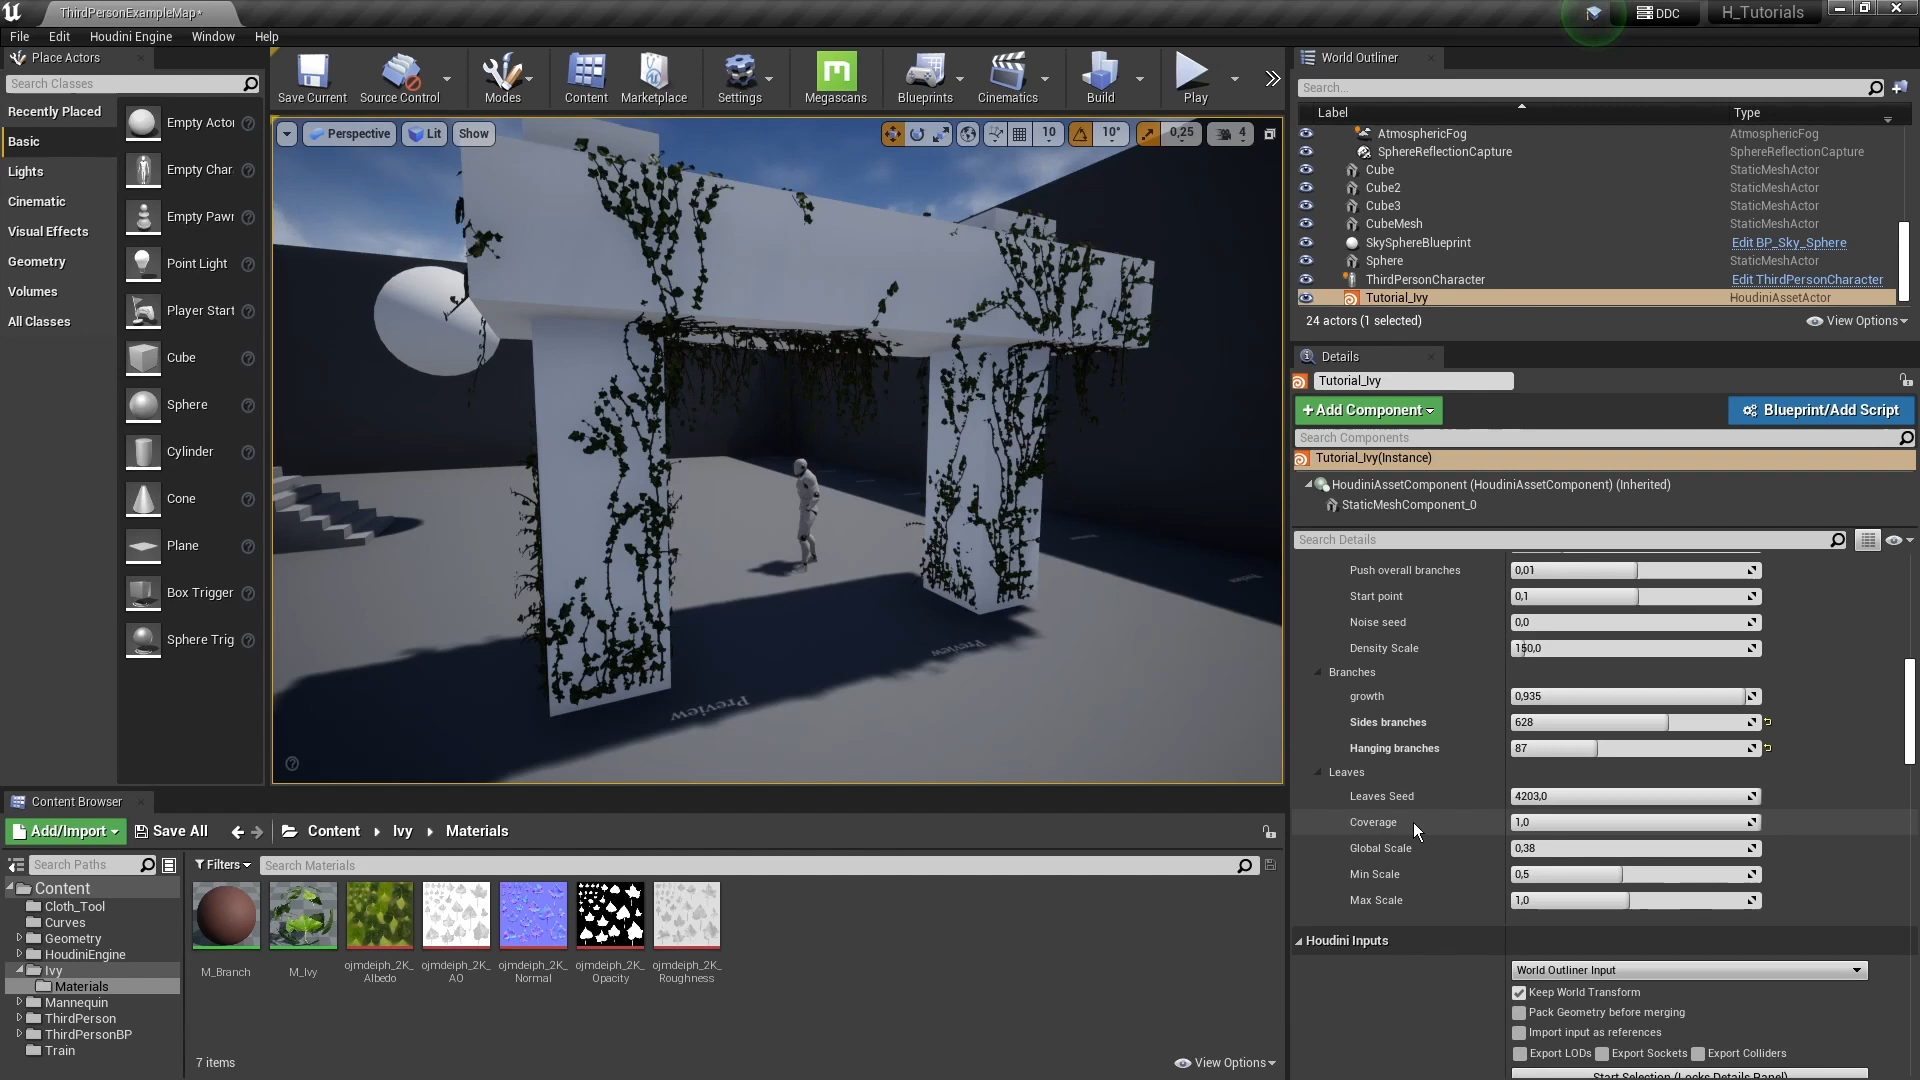 ThirdPersonExampleMap*
DDC
H_Tutorials
File Edit Houdini Engine Window Help
Place Actors
Search Classes
Recently Placed
Basic
Lights
Cinematic
Visual Effects
Geometry
Volumes
All Classes
Empty Actor
Empty Char
Empty Pawn
Point Light
Player Start
Cube
Sphere
Cylinder
Cone
Plane
Box Trigger
Sphere Trig
Save Current Source Control Modes Content Marketplace Settings Megascans Blueprints Cinematics Build Play
Perspective Lit Show
10 10° 0,25 4
Preview
Preview
World Outliner
Search...
Label Type
AtmosphericFog AtmosphericFog
SphereReflectionCapture SphereReflectionCapture
Cube StaticMeshActor
Cube2 StaticMeshActor
Cube3 StaticMeshActor
CubeMesh StaticMeshActor
SkySphereBlueprint Edit BP_Sky_Sphere
Sphere StaticMeshActor
ThirdPersonCharacter Edit ThirdPersonCharacter
Tutorial_Ivy HoudiniAssetActor
24 actors (1 selected) View Options
Details
Tutorial_Ivy
+ Add Component Blueprint/Add Script
Search Components
Tutorial_Ivy(Instance)
HoudiniAssetComponent (HoudiniAssetComponent) (Inherited)
StaticMeshComponent_0
Search Details
Push overall branches 0,01
Start point 0,1
Noise seed 0,0
Density Scale 150,0
Branches
growth 0,935
Sides branches 628
Hanging branches 87
Leaves
Leaves Seed 4203,0
Coverage 1,0
Global Scale 0,38
Min Scale 0,5
Max Scale 1,0
Houdini Inputs
World Outliner Input
Keep World Transform
Pack Geometry before merging
Import input as references
Export LODs Export Sockets Export Colliders
Start Selection (Locks Details Panel)
Content Browser
Add/Import Save All Content Ivy Materials
Search Paths
Filters Search Materials
Content
Cloth_Tool
Curves
Geometry
HoudiniEngine
Ivy
Materials
Mannequin
ThirdPerson
ThirdPersonBP
Train
M_Branch
M_Ivy
ojmdeiph_2K_
Albedo
ojmdeiph_2K_
AO
ojmdeiph_2K_
Normal
ojmdeiph_2K_
Opacity
ojmdeiph_2K_
Roughness
7 items View Options